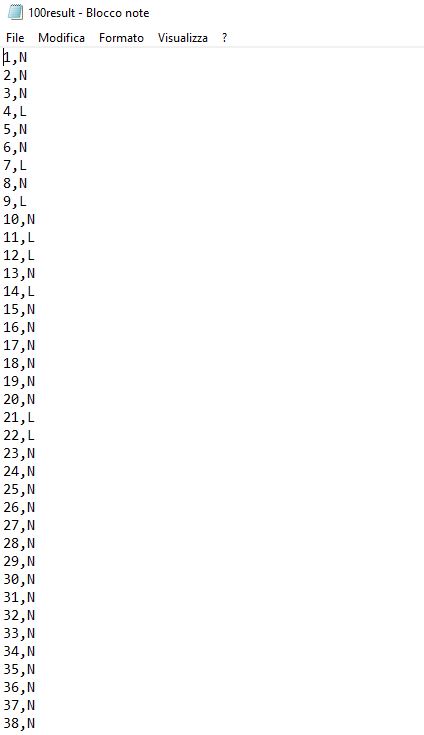 100result - Blocco note
File Modifica Formato Visualizza ?
1,N
2,N
3,N
4,L
5,N
6,N
7,L
8,N
9,L
10,N
11,L
12,L
13,N
14,L
15,N
16,N
17,N
18,N
19,N
20,N
21,L
22,L
23,N
24,N
25,N
26,N
27,N
28,N
29,N
30,N
31,N
32,N
33,N
34,N
35,N
36,N
37,N
38,N